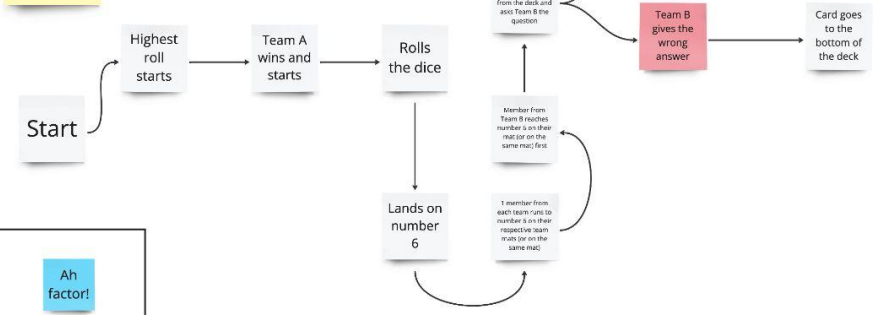 Start
Highest
roll
starts
Team A
wins and
starts
Rolls
the dice
Lands on
number
6
1 member from
each team runs to
number 6 on their
respective team
mats (or on the
same mat)
Member from
Team B reaches
number 6 on their
mat (or on the
same mat) first
from the deck and
asks Team B the
question
Team B
gives the
wrong
answer
Card goes
to the
bottom of
the deck
Ah
factor!